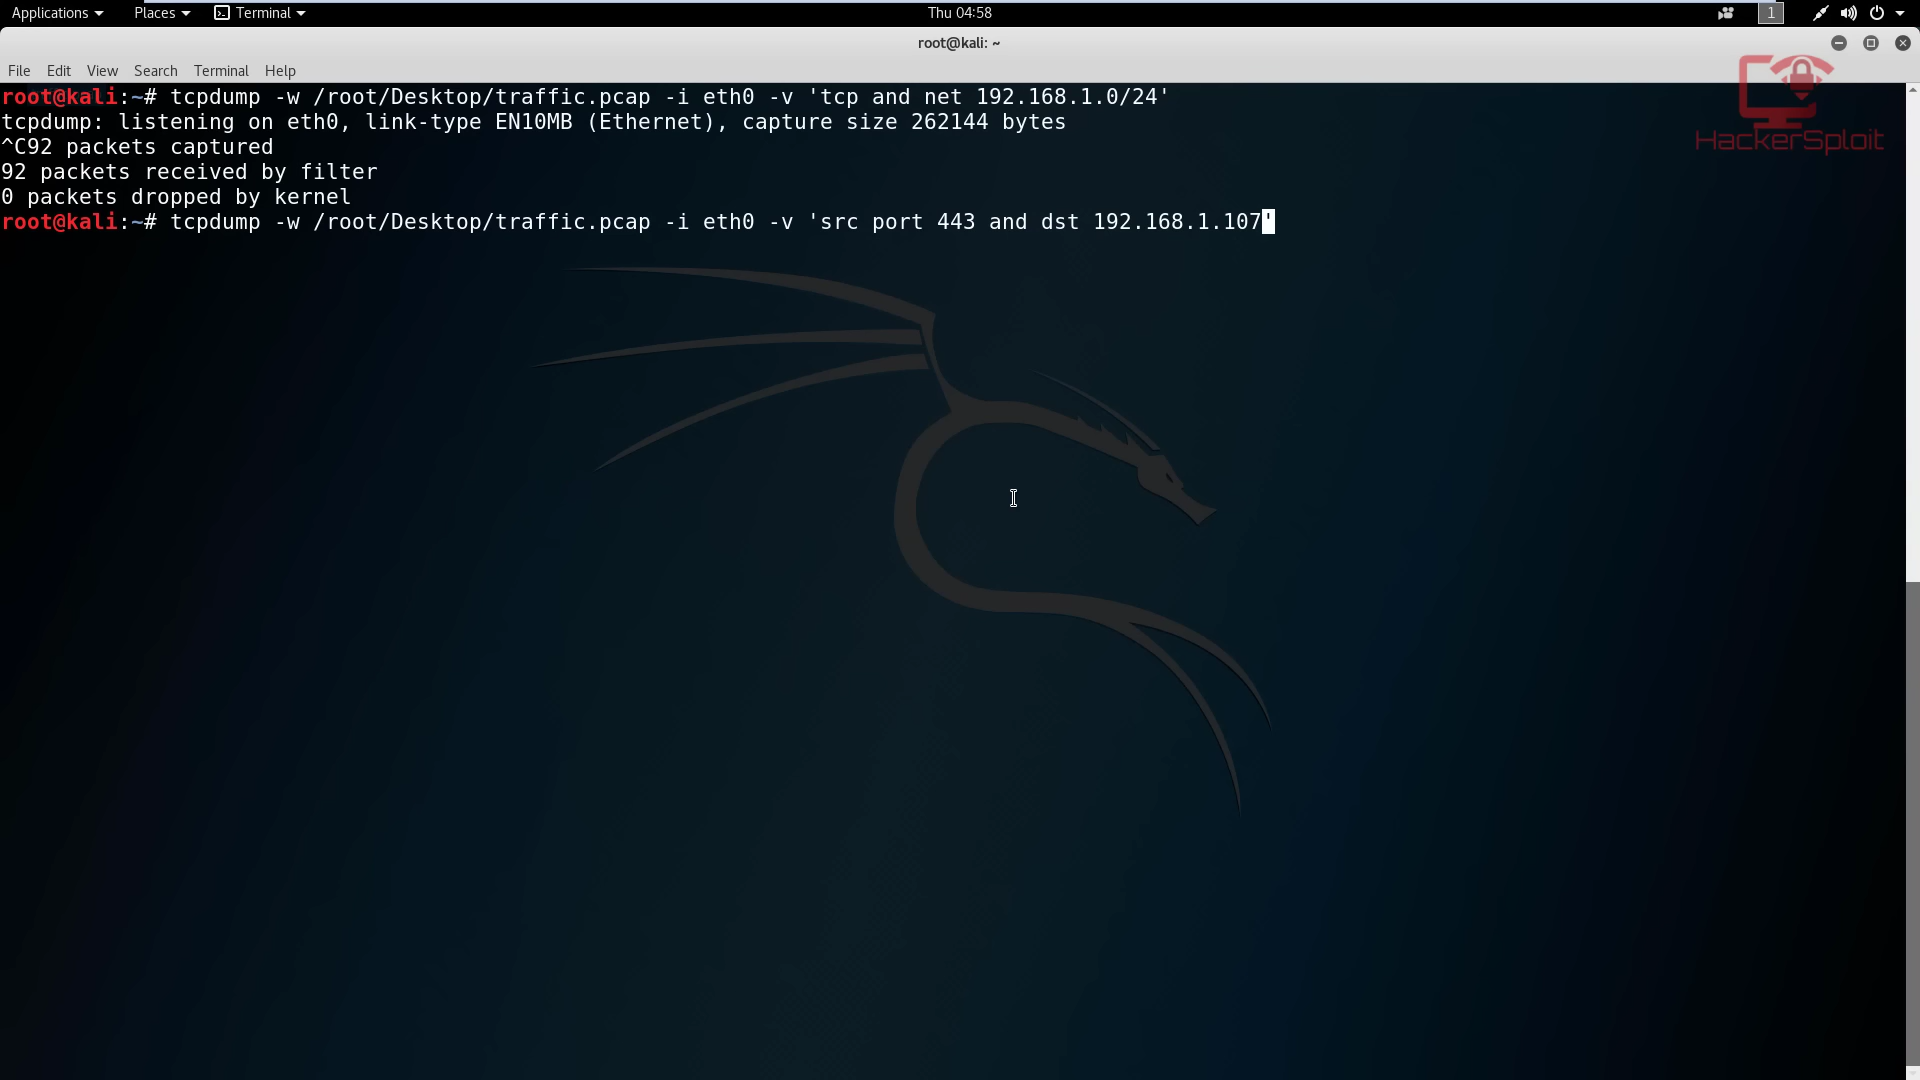 Applications Places Terminal Thu 04:58 1
root@kali: ~
File Edit View Search Terminal Help
root@kali:~# tcpdump -w /root/Desktop/traffic.pcap -i eth0 -v 'tcp and net 192.168.1.0/24'
tcpdump: listening on eth0, link-type EN10MB (Ethernet), capture size 262144 bytes
^C92 packets captured
92 packets received by filter
0 packets dropped by kernel
root@kali:~# tcpdump -w /root/Desktop/traffic.pcap -i eth0 -v 'src port 443 and dst 192.168.1.107'
HackerSploit